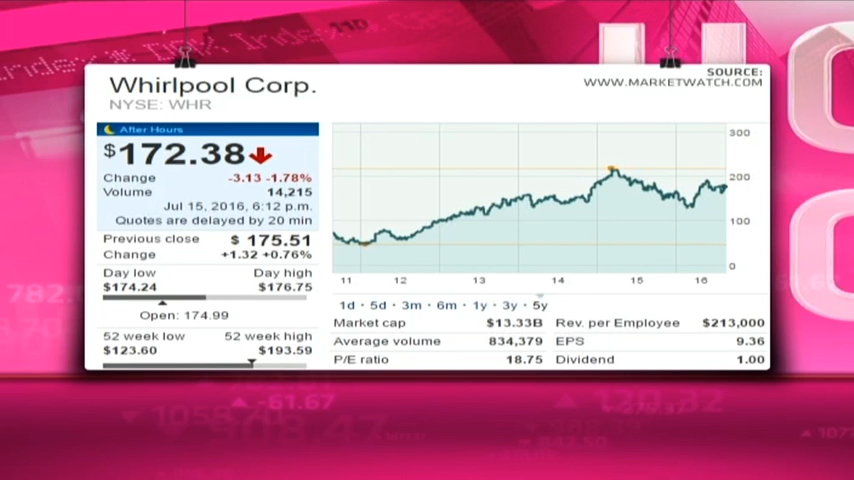 SOURCE:
WWW.MARKETWATCH.COM
Whirlpool Corp.
NYSE: WHR
After Hours
$172.38
Change -3.13 -1.78%
Volume 14,215
Jul 15, 2016, 6:12 p.m.
Quotes are delayed by 20 min
Previous close $ 175.51
Change +1.32 +0.76%
Day low Day high
$174.24 $176.75
Open: 174.99
52 week low 52 week high
$123.60 $193.59
300
200
100
0
11 12 13 14 15 16
1d · 5d · 3m · 6m · 1y · 3y · 5y
Market cap $13.33B Rev. per Employee $213,000
Average volume 834,379 EPS 9.36
P/E ratio 18.75 Dividend 1.00
-61.67